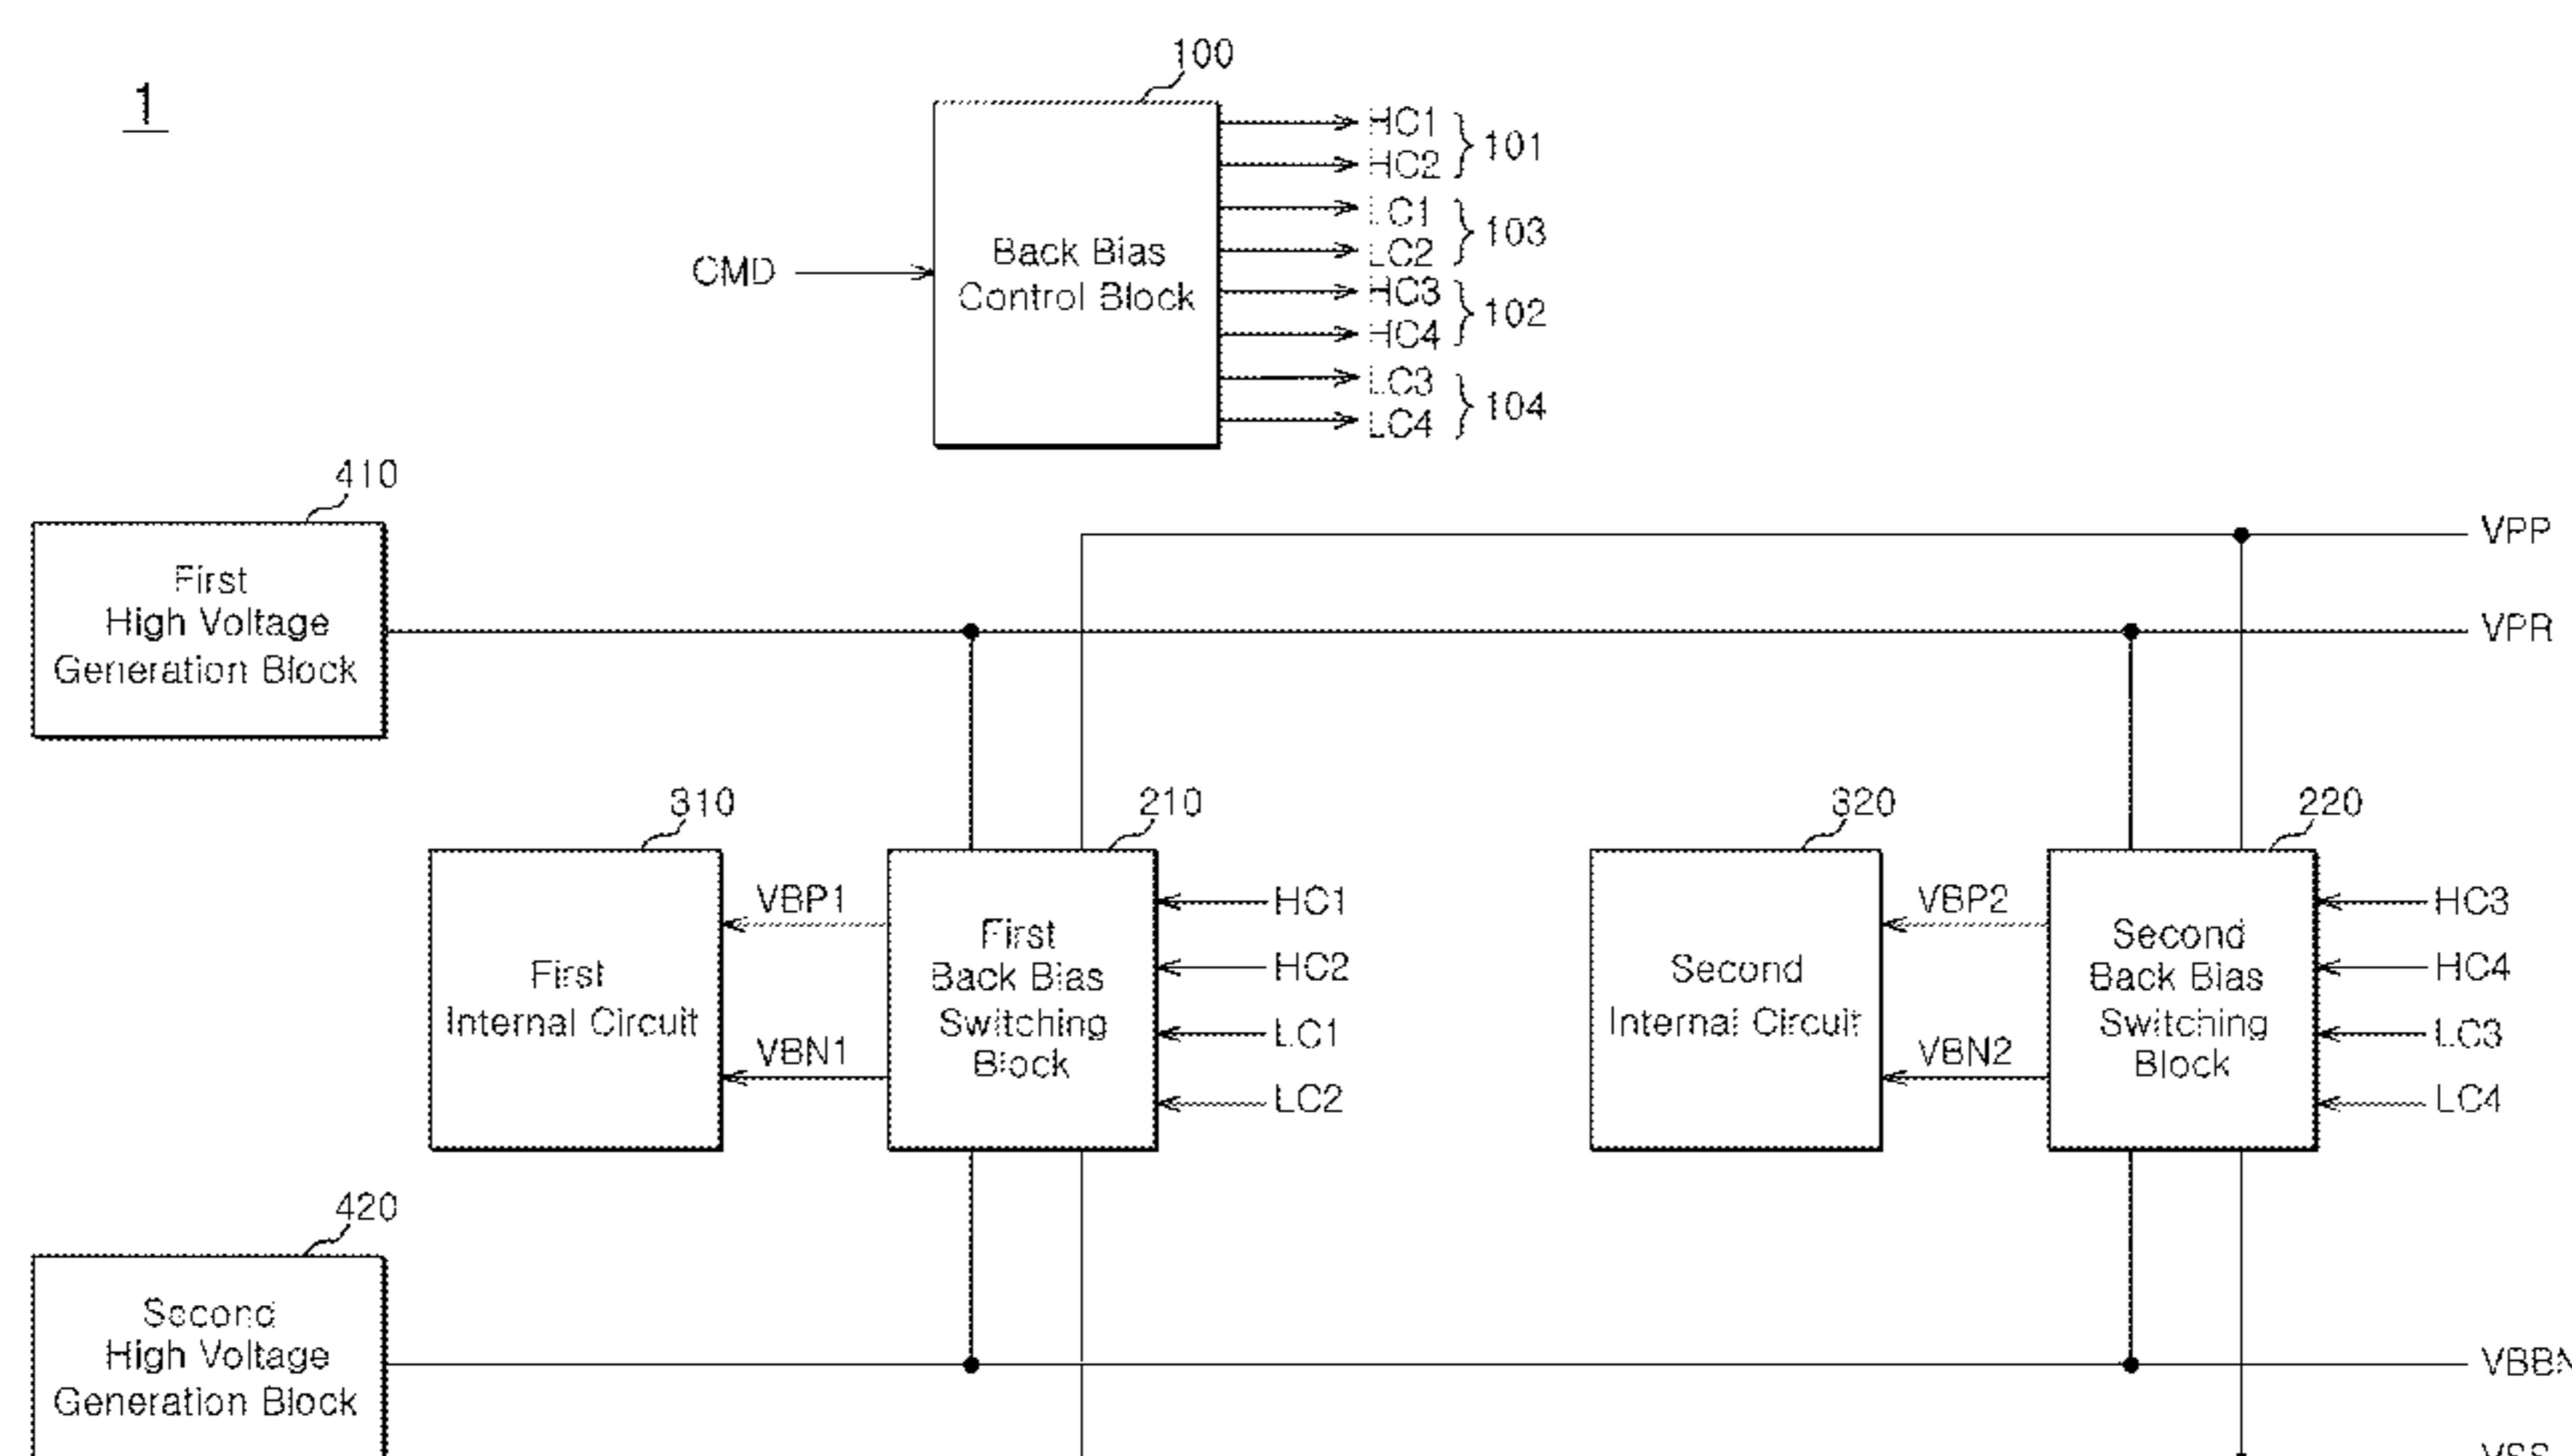 1
100
Back Bias
Control Block
CMD
HC1
HC2
101
LC1
LC2
103
HC3
HC4
102
LC3
LC4
104
410
First
High Voltage
Generation Block
VPP
VPR
310
First
Internal Circuit
VBP1
VBN1
210
First
Back Bias
Switching
Block
HC1
HC2
LC1
LC2
320
Second
Internal Circuit
VBP2
VBN2
220
Second
Back Bias
Switching
Block
HC3
HC4
LC3
LC4
420
Second
High Voltage
Generation Block
VBBN